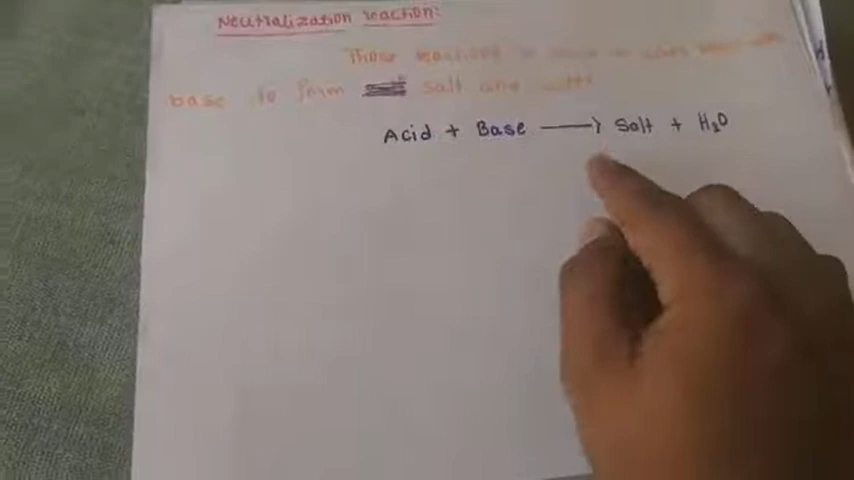 Neutralization reaction:
These reactions
base to form salt and
Acid + Base ⟶ Salt + H₂O